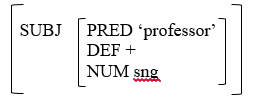 SUBJ PRED ‘professor’
DEF +
NUM sng